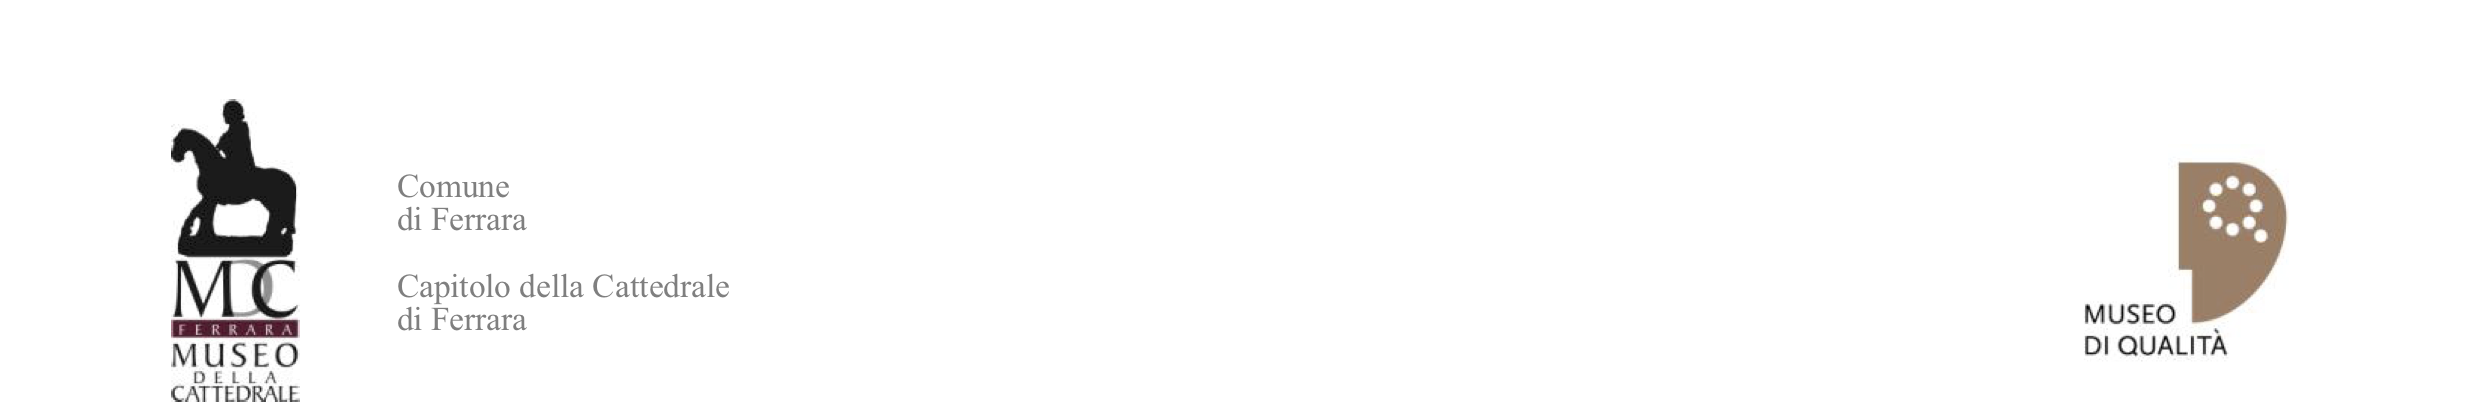 MDC
FERRARA
MUSEO
DELLA
CATTEDRALE
Comune
di Ferrara
Capitolo della Cattedrale
di Ferrara
MUSEO
DI QUALITÀ